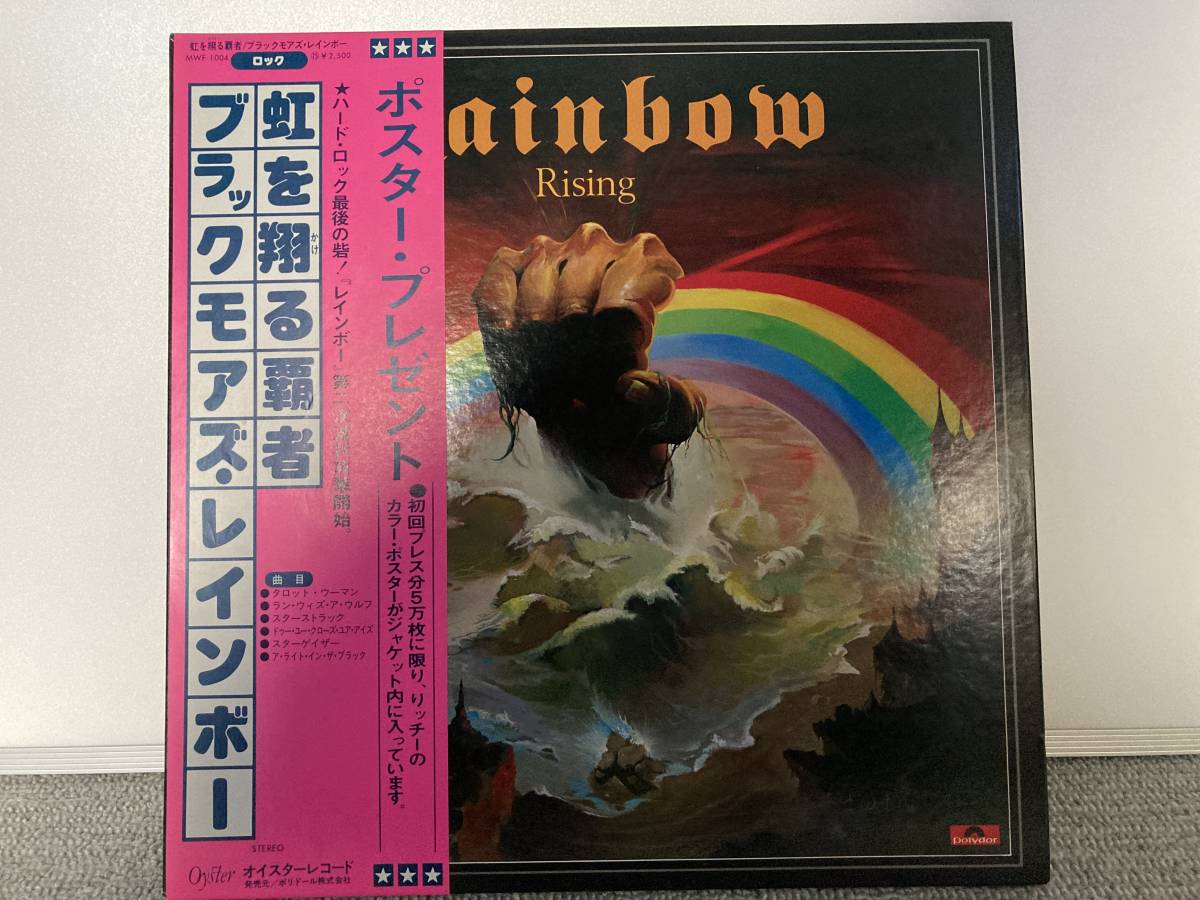 虹を翔る覇者/ブラックモアズ・レインボー
MWF 1004
ロック
㉕¥2,500
虹を翔る覇者
かけ
ブラックモアズ・レインボー
★ハード・ロック最後の砦!『レインボー』第二
開始。
ポスター・プレゼント
●初回プレス分5万枚に限り、リッチーの
カラー・ポスターがジャケット内に入っています。
曲目
●タロット・ウーマン
●ラン・ウィズ・ア・ウルフ
●スターストラック
●ドゥー・ユー・クローズ・ユア・アイズ
●スターゲイザー
●ア・ライト・イン・ザ・ブラック
STEREO
Oyster オイスターレコード
発売元/ポリドール株式会社
ainbow
Rising
Polydor